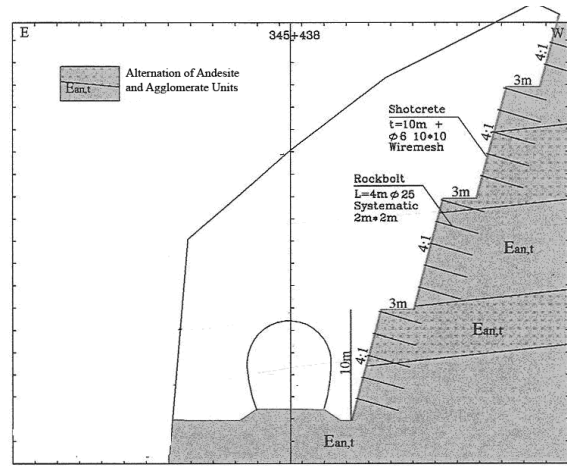 E
345+438
W
Ean,t
Alternation of Andesite
and Agglomerate Units
4:1
3m
Shotcrete
t=10m +
ϕ6 10*10
Wiremesh
4:1
Rockbolt
L=4m ϕ 25
Systematic
2m*2m
3m
4:1
Ean,t
3m
Ean,t
10m
4:1
Ean,t